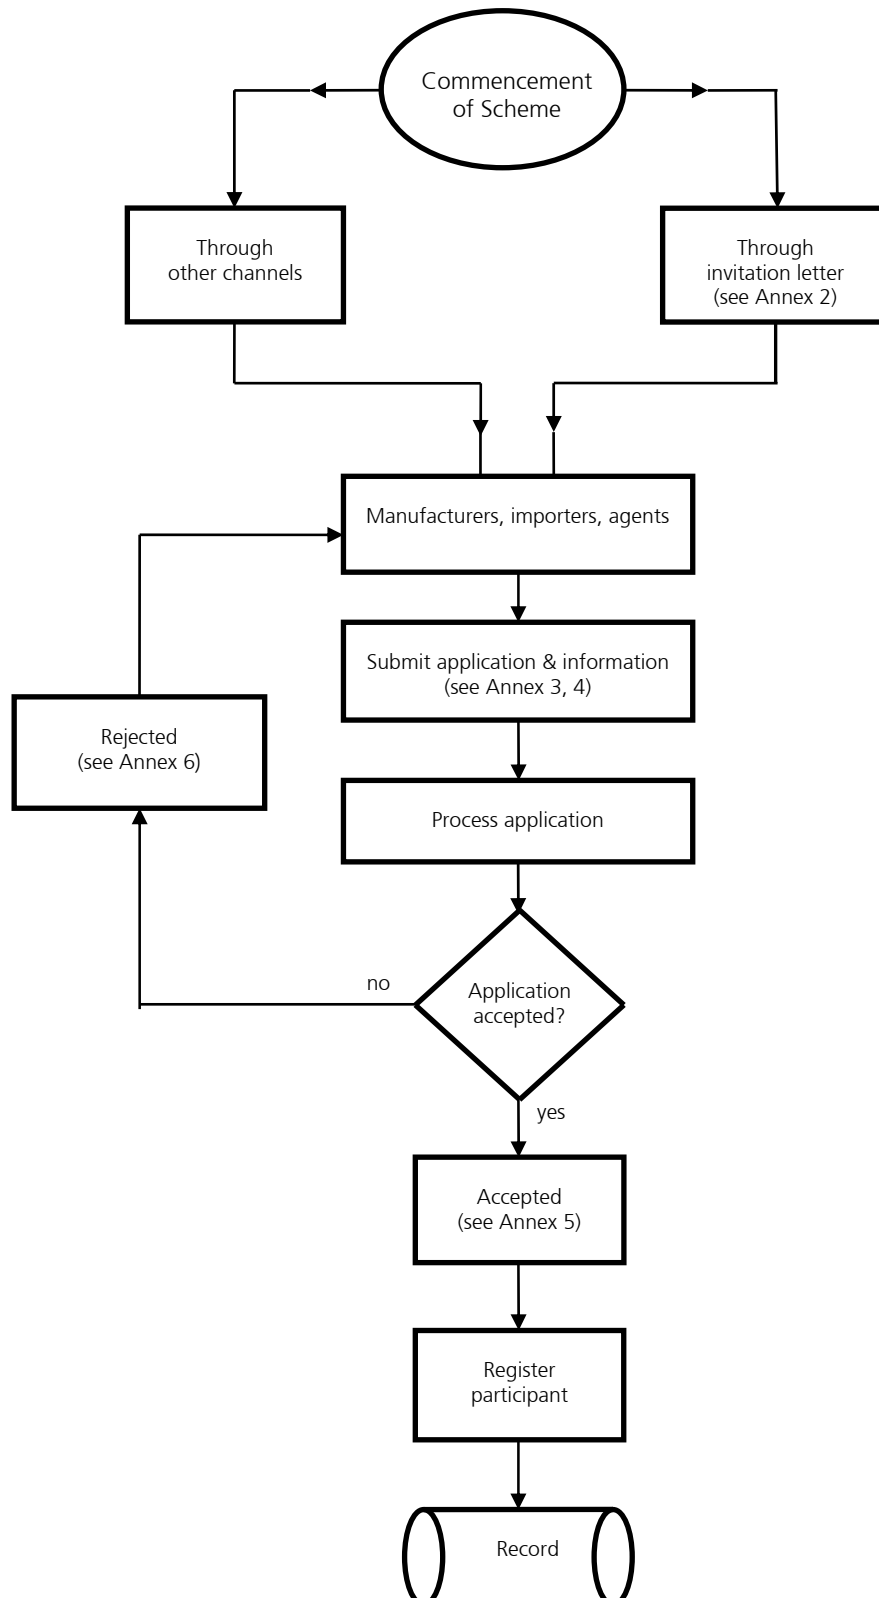 Commencement
of Scheme
Through
other channels
Through
invitation letter
(see Annex 2)
Manufacturers, importers, agents
Submit application & information
(see Annex 3, 4)
Rejected
(see Annex 6)
Process application
no
Application
accepted?
yes
Accepted
(see Annex 5)
Register
participant
Record